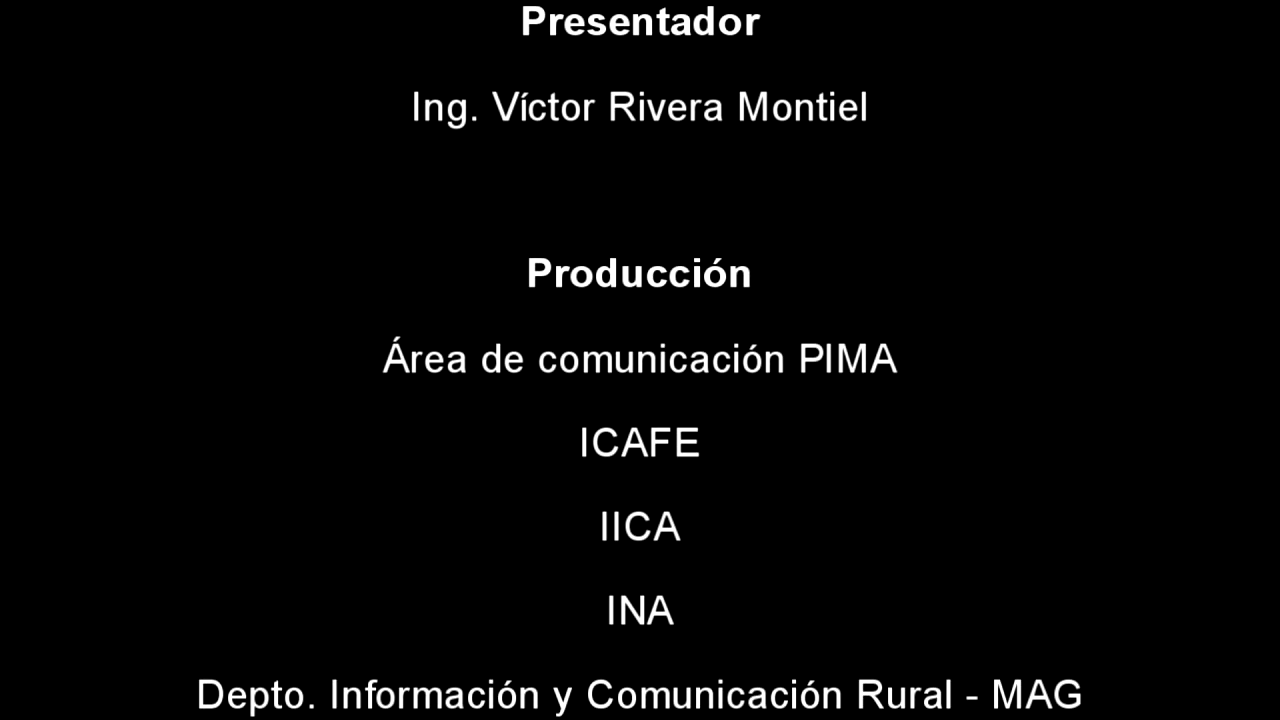 Presentador
Ing. Víctor Rivera Montiel
Producción
Área de comunicación PIMA
ICAFE
IICA
INA
Depto. Información y Comunicación Rural - MAG